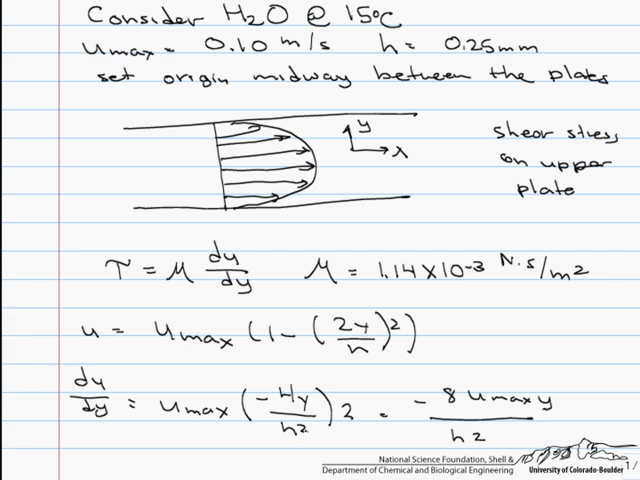 Consider H2O @ 15°C
umax = 0.10 m/s h = 0.25mm
set origin midway between the plates
y
x
shear stress
on upper
plate
τ = μ du/dy μ = 1.14 x 10-3 N.s/m2
u = umax (1 - (2y/h)2)
du/dy = umax (-4y/h2) 2 = -8 umax y/h2
National Science Foundation, Shell &
Department of Chemical and Biological Engineering
University of Colorado-Boulder
1/